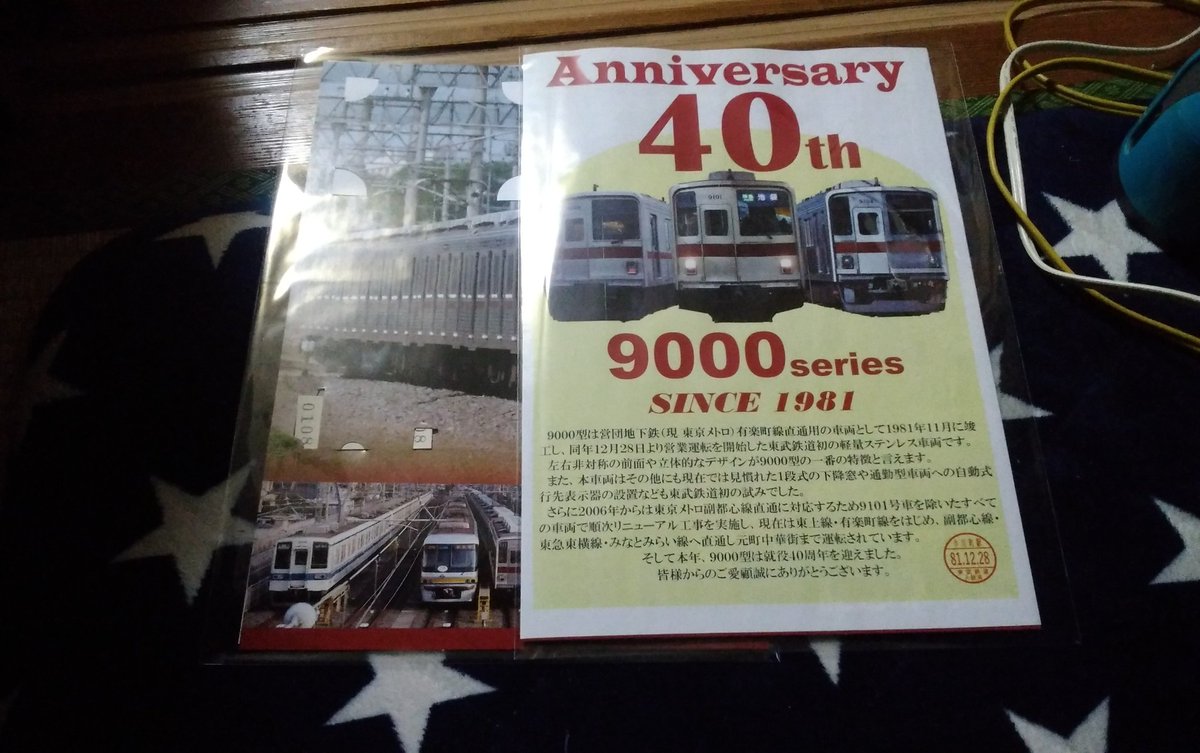 Anniversary
40th
9101
急 池袋
9000series
SINCE 1981
9000型は営団地下鉄(現 東京メトロ)有楽町線直通用の車両として1981年11月に竣
工し、同年12月28日より営業運転を開始した東武鉄道初の軽量ステンレス車両です。
左右非対称の前面や立体的なデザインが9000型の一番の特徴と言えます。
また、本車両はその他にも現在では見慣れた1段式の下降窓や通勤型車両への自動式
行先表示器の設置なども東武鉄道初の試みでした。
さらに2006年からは東京メトロ副都心線直通に対応するため9101号車を除いたすべて
の車両で順次リニューアル工事を実施し、現在は東上線・有楽町線をはじめ、副都心線・
東急東横線・みなとみらい線へ直通し元町中華街まで運転されています。
そして本年、9000型は就役40周年を迎えました。
皆様からのご愛顧誠にありがとうございます。
81.12.28
0108
8